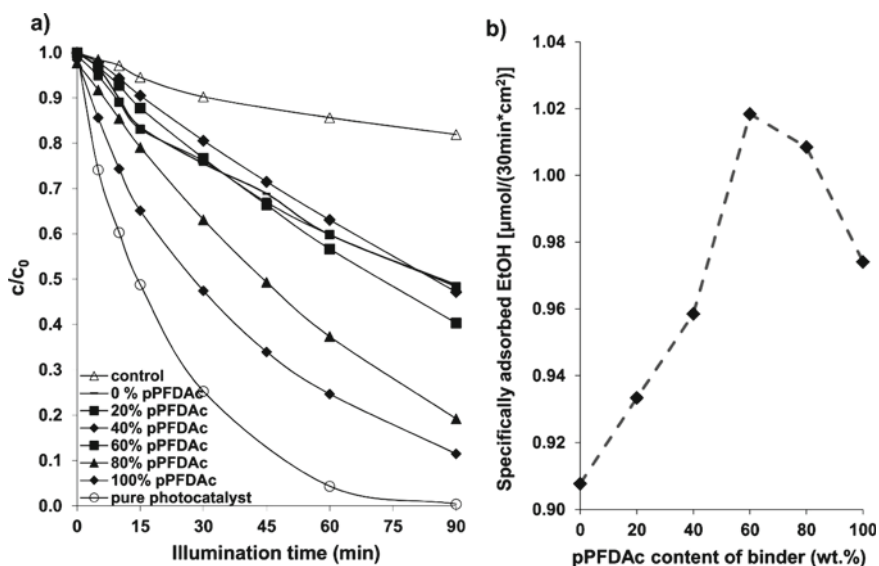 a)
1.0
0.9
0.8
0.7
0.6
0.5
0.4
0.3
0.2
0.1
0.0
c/c0
control
0 % pPFDAc
20% pPFDAc
40% pPFDAc
60% pPFDAc
80% pPFDAc
100% pPFDAc
pure photocatalyst
0 15 30 45 60 75 90
Illumination time (min)
b)
1.04
1.02
1.00
0.98
0.96
0.94
0.92
0.90
Specifically adsorbed EtOH [µmol/(30min*cm²)]
0 20 40 60 80 100
pPFDAc content of binder (wt.%)